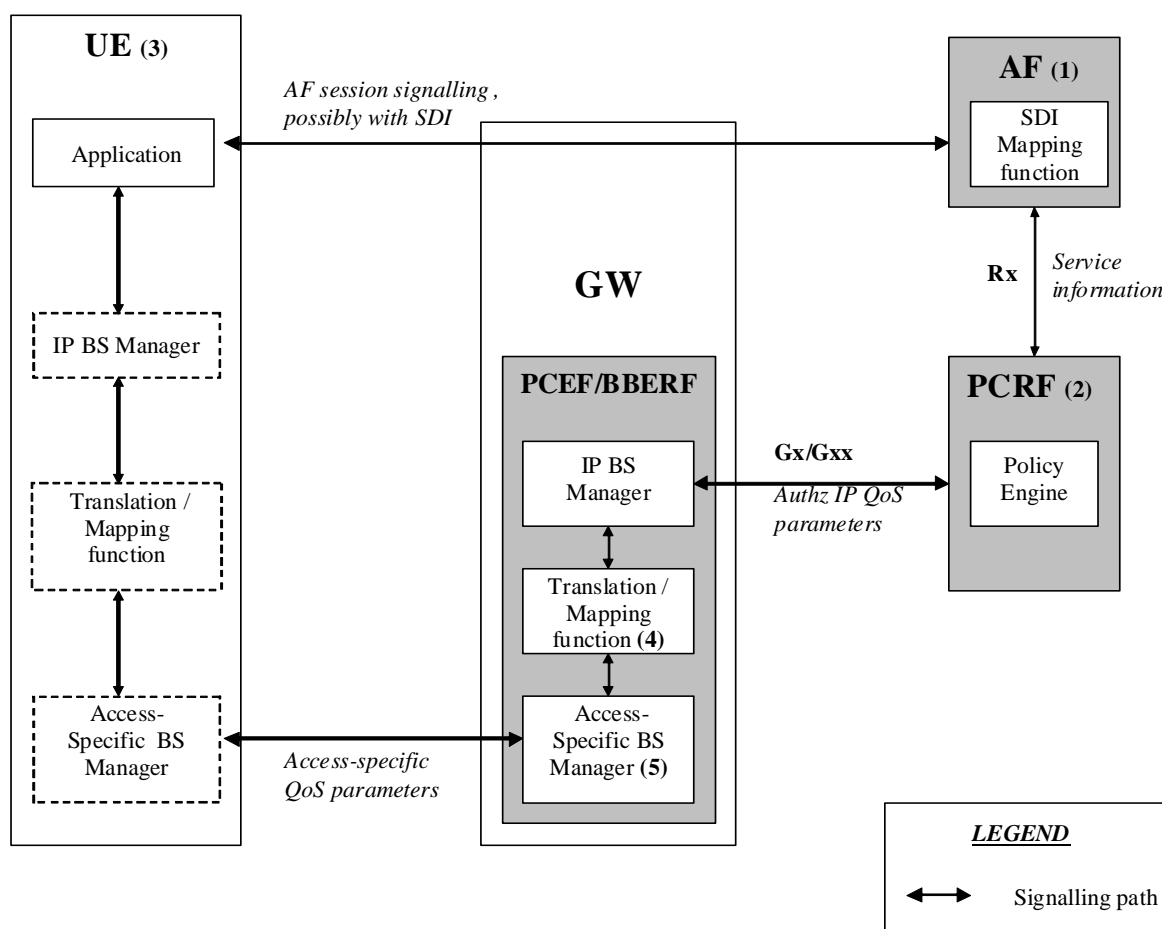 UE (3)
Application
IP BS Manager
Translation /
Mapping
function
Access-
Specific BS
Manager
AF session signalling ,
possibly with SDI
Access-specific
QoS parameters
GW
PCEF/BBERF
IP BS
Manager
Translation /
Mapping
function (4)
Access-
Specific BS
Manager (5)
Gx/Gxx
Authz IP QoS
parameters
AF (1)
SDI
Mapping
function
Rx
Service
information
PCRF (2)
Policy
Engine
LEGEND
Signalling path